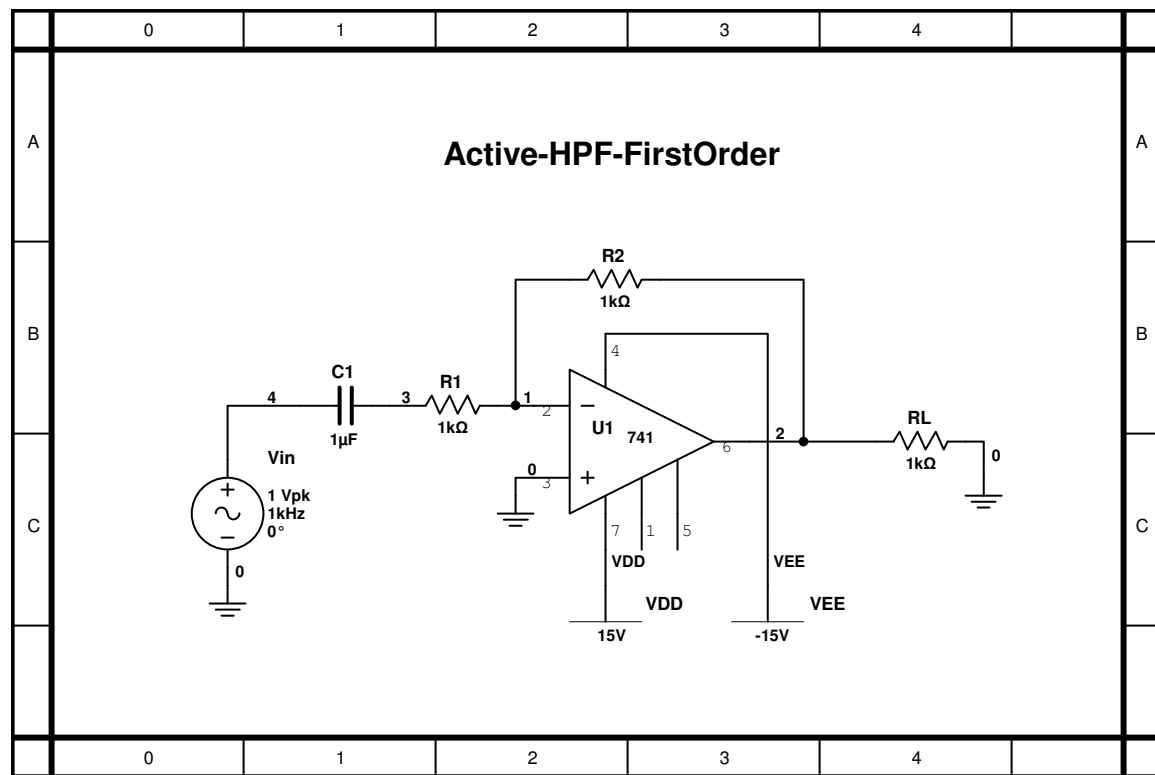 0 1 2 3 4
A A
Active-HPF-FirstOrder
R2
1kΩ
B B
4
C1
R1
4 3 1 2
1µF 1kΩ
U1 741
RL
6 2
1kΩ
Vin
0 3
0
1 Vpk
1kHz
0°
C C
7 1 5
VDD VEE
0
VDD VEE
15V -15V
0 1 2 3 4